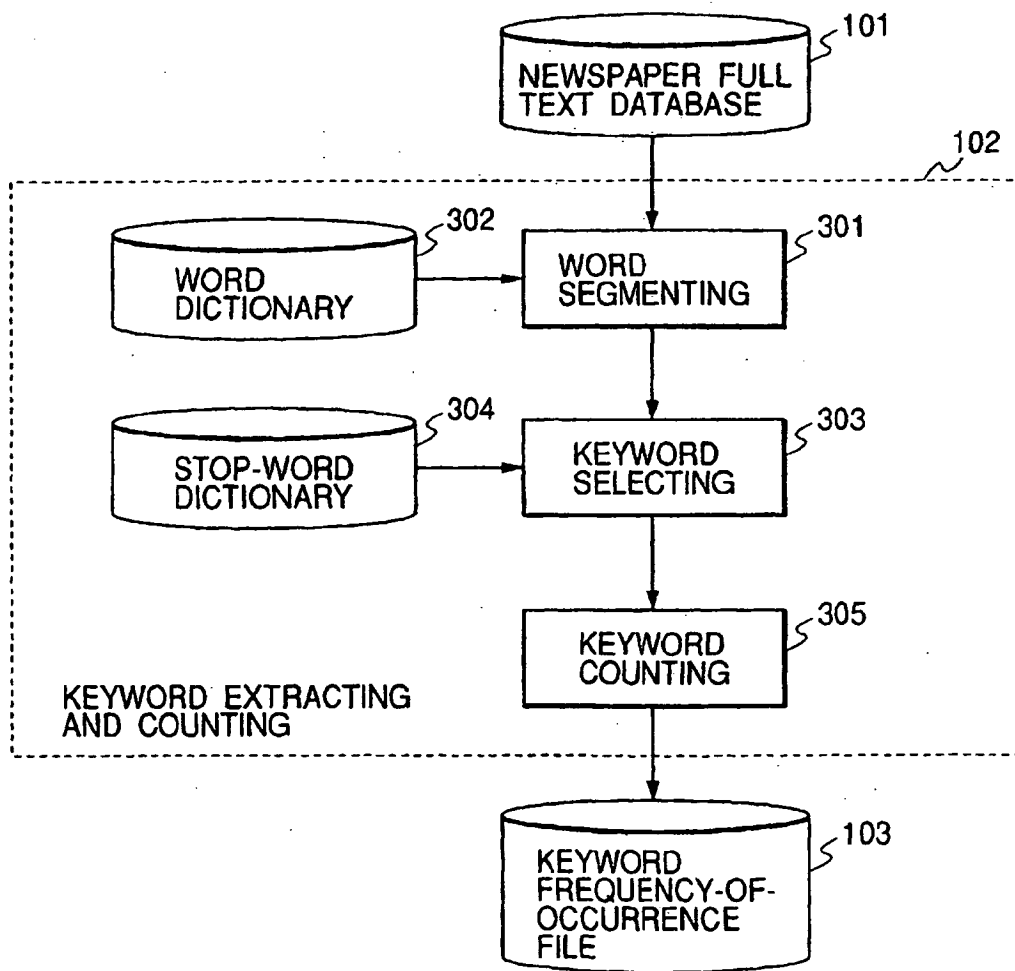 101
NEWSPAPER FULL
TEXT DATABASE
102
302
WORD
DICTIONARY
301
WORD
SEGMENTING
304
STOP-WORD
DICTIONARY
303
KEYWORD
SELECTING
305
KEYWORD
COUNTING
KEYWORD EXTRACTING
AND COUNTING
103
KEYWORD
FREQUENCY-OF-
OCCURRENCE
FILE